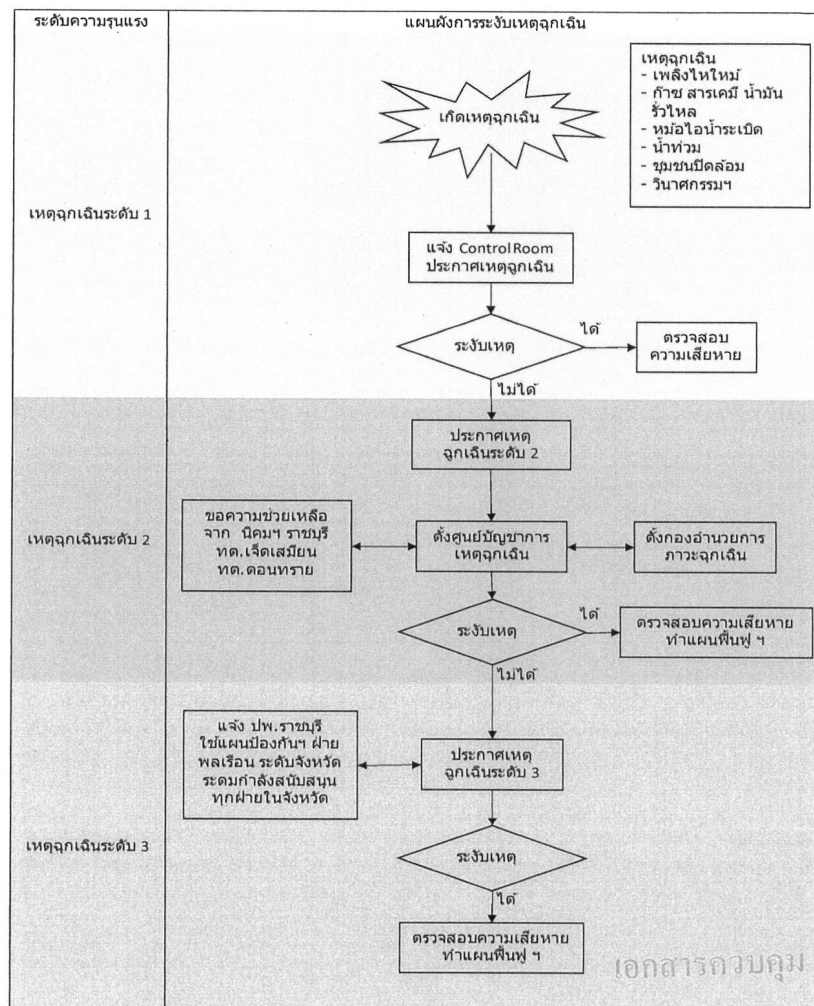 ระดับความรุนแรง
แผนผังการระงับเหตุฉุกเฉิน
เหตุฉุกเฉิน
- เพลิงไหใหม้
- ก๊าซ สารเคมี น้ำมัน
รั่วไหล
- หม้อไอน้ำระเบิด
- น้ำท่วม
- ชุมชนปิดล้อม
- วินาศกรรมฯ
เกิดเหตุฉุกเฉิน
เหตุฉุกเฉินระดับ 1
แจ้ง Control Room
ประกาศเหตุฉุกเฉิน
ระงับเหตุ
ได้
ตรวจสอบ
ความเสียหาย
ไม่ได้
ประกาศเหตุ
ฉุกเฉินระดับ 2
เหตุฉุกเฉินระดับ 2
ขอความช่วยเหลือ
จาก นิคมฯ ราชบุรี
ทต.เจ็ดเสมียน
ทต.ดอนทราย
ตั้งศูนย์บัญชาการ
เหตุฉุกเฉิน
ตั้งกองอำนวยการ
ภาวะฉุกเฉิน
ระงับเหตุ
ได้
ตรวจสอบความเสียหาย
ทำแผนฟื้นฟู ฯ
ไม่ได้
แจ้ง ปพ.ราชบุรี
ใช้แผนป้องกันฯ ฝ่าย
พลเรือน ระดับจังหวัด
ระดมกำลังสนับสนุน
ทุกฝ่ายในจังหวัด
ประกาศเหตุ
ฉุกเฉินระดับ 3
เหตุฉุกเฉินระดับ 3
ระงับเหตุ
ได้
ตรวจสอบความเสียหาย
ทำแผนฟื้นฟู ฯ
เอกสารควบคุม